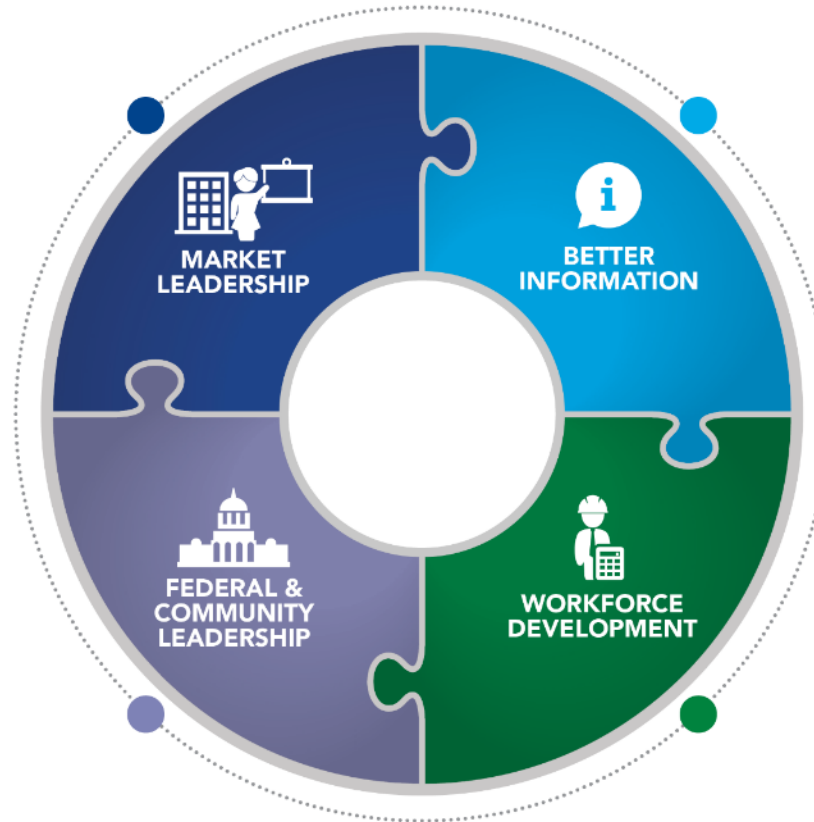 MARKET
LEADERSHIP
i
BETTER
INFORMATION
FEDERAL &
COMMUNITY
LEADERSHIP
WORKFORCE
DEVELOPMENT